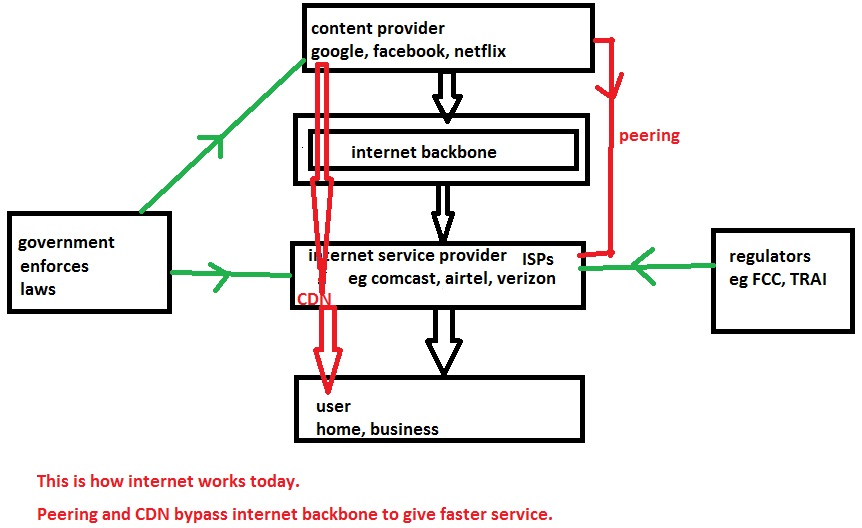 content provider
google, facebook, netflix
internet backbone
peering
government
enforces
laws
internet service provider ISPs
eg comcast, airtel, verizon
CDN
regulators
eg FCC, TRAI
user
home, business
This is how internet works today.
Peering and CDN bypass internet backbone to give faster service.